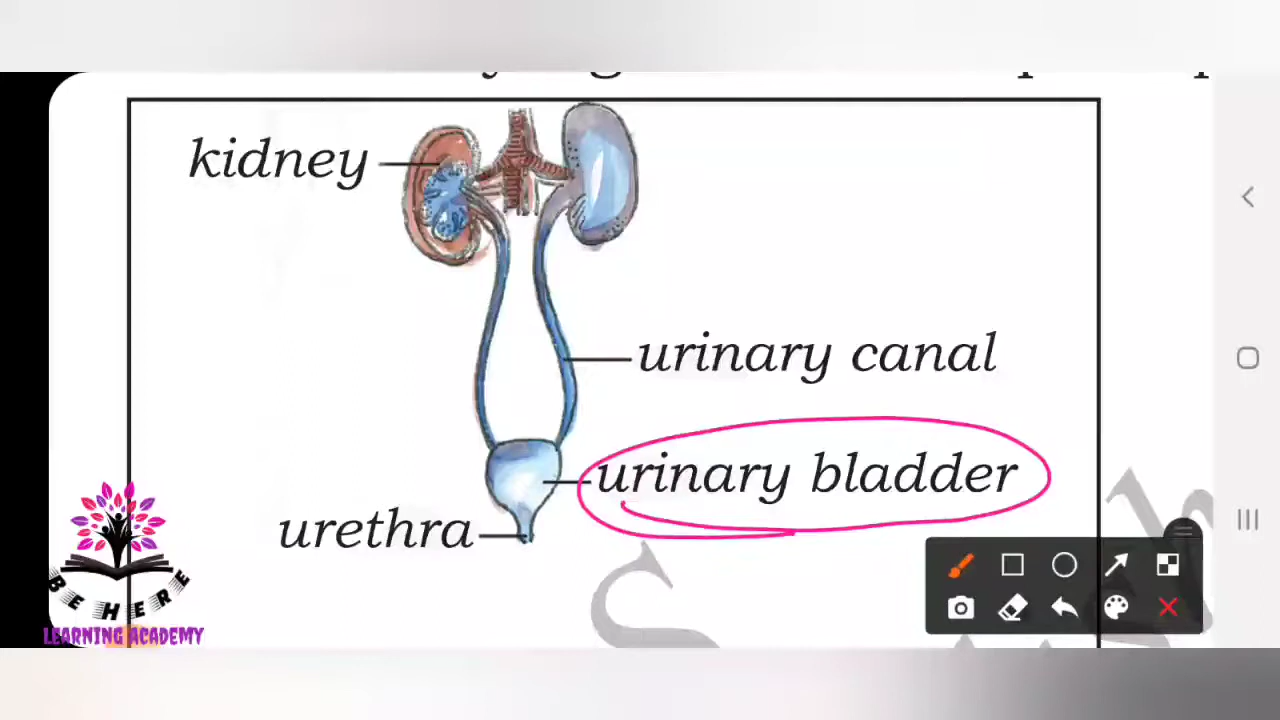 kidney
urinary canal
urinary bladder
urethra
BE HERE
LEARNING ACADEMY